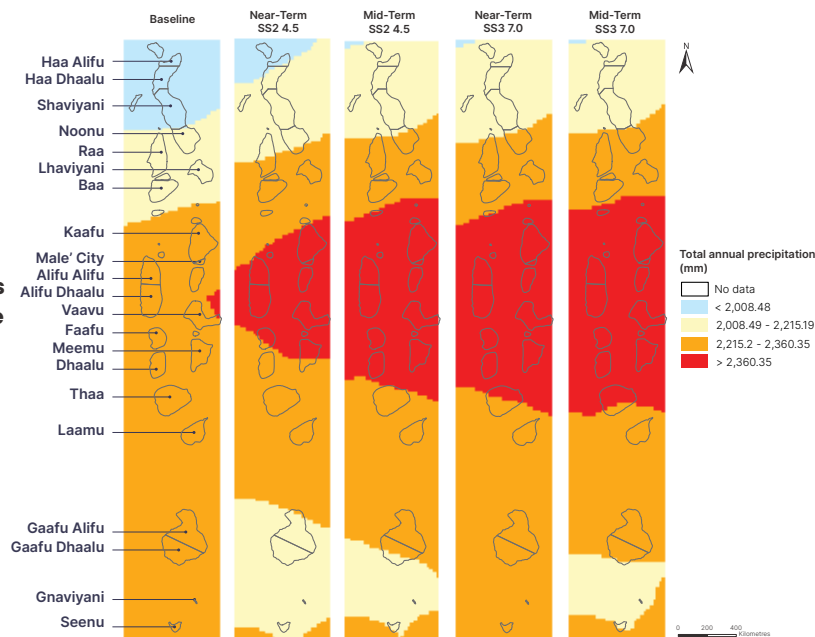 Baseline
Near-Term
SS2 4.5
Mid-Term
SS2 4.5
Near-Term
SS3 7.0
Mid-Term
SS3 7.0
N
Haa Alifu
Haa Dhaalu
Shaviyani
Noonu
Raa
Lhaviyani
Baa
Kaafu
Male’ City
Alifu Alifu
Alifu Dhaalu
Vaavu
Faafu
Meemu
Dhaalu
Thaa
Laamu
Gaafu Alifu
Gaafu Dhaalu
Gnaviyani
Seenu
s
e
Total annual precipitation
(mm)
No data
< 2,008.48
2,008.49 - 2,215.19
2,215.2 - 2,360.35
> 2,360.35
0 200 400
Kilometres